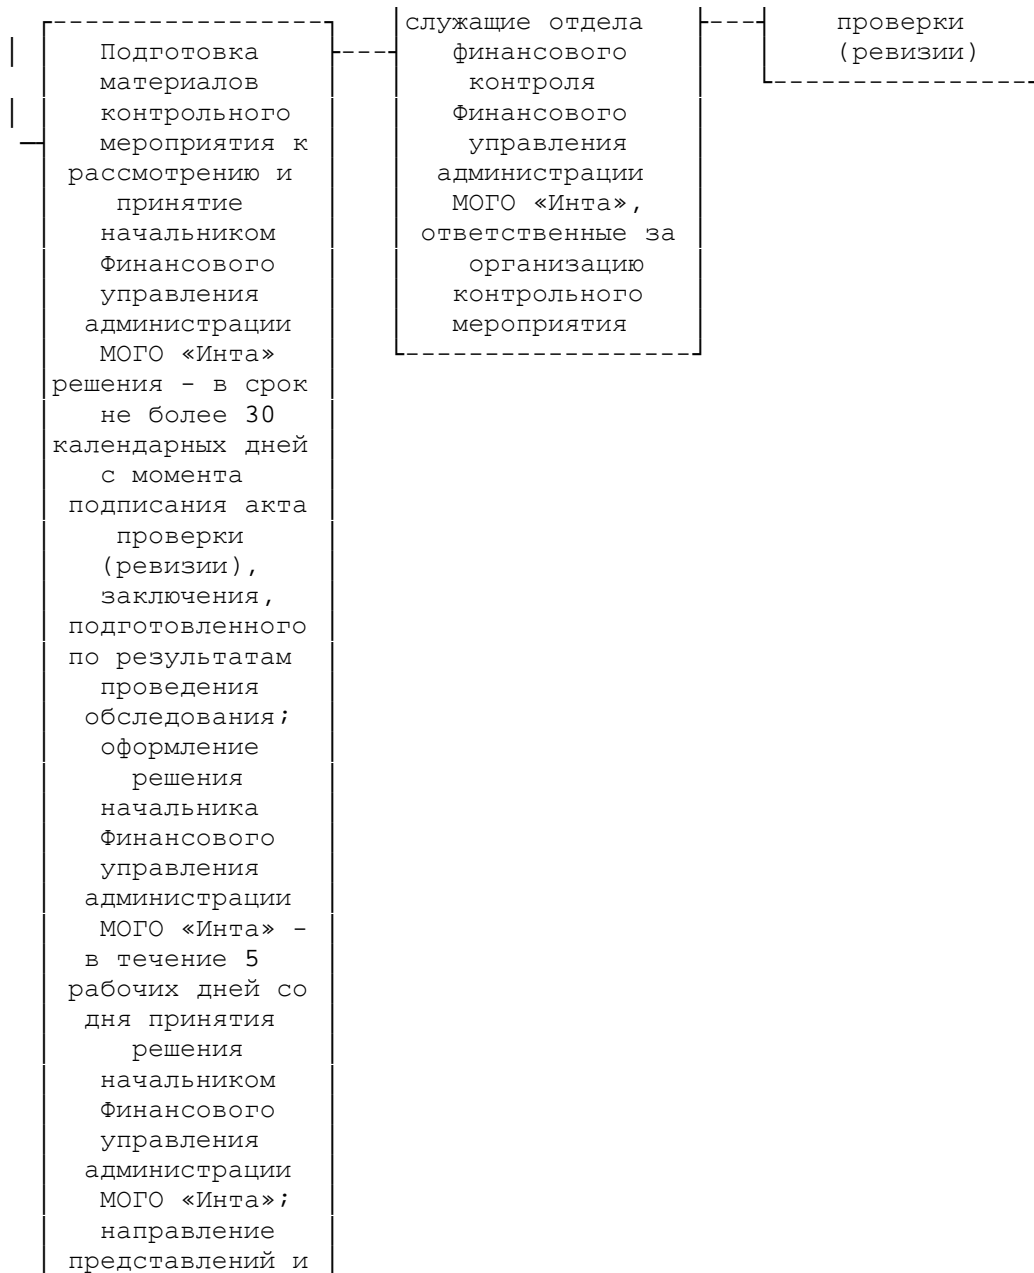 служащие отдела
финансового
контроля
Финансового
управления
администрации
МОГО «Инта»,
ответственные за
организацию
контрольного
мероприятия
проверки
(ревизии)
Подготовка
материалов
контрольного
мероприятия к
рассмотрению и
принятие
начальником
Финансового
управления
администрации
МОГО «Инта»
решения - в срок
не более 30
календарных дней
с момента
подписания акта
проверки
(ревизии),
заключения,
подготовленного
по результатам
проведения
обследования;
оформление
решения
начальника
Финансового
управления
администрации
МОГО «Инта» -
в течение 5
рабочих дней со
дня принятия
решения
начальником
Финансового
управления
администрации
МОГО «Инта»;
направление
представлений и